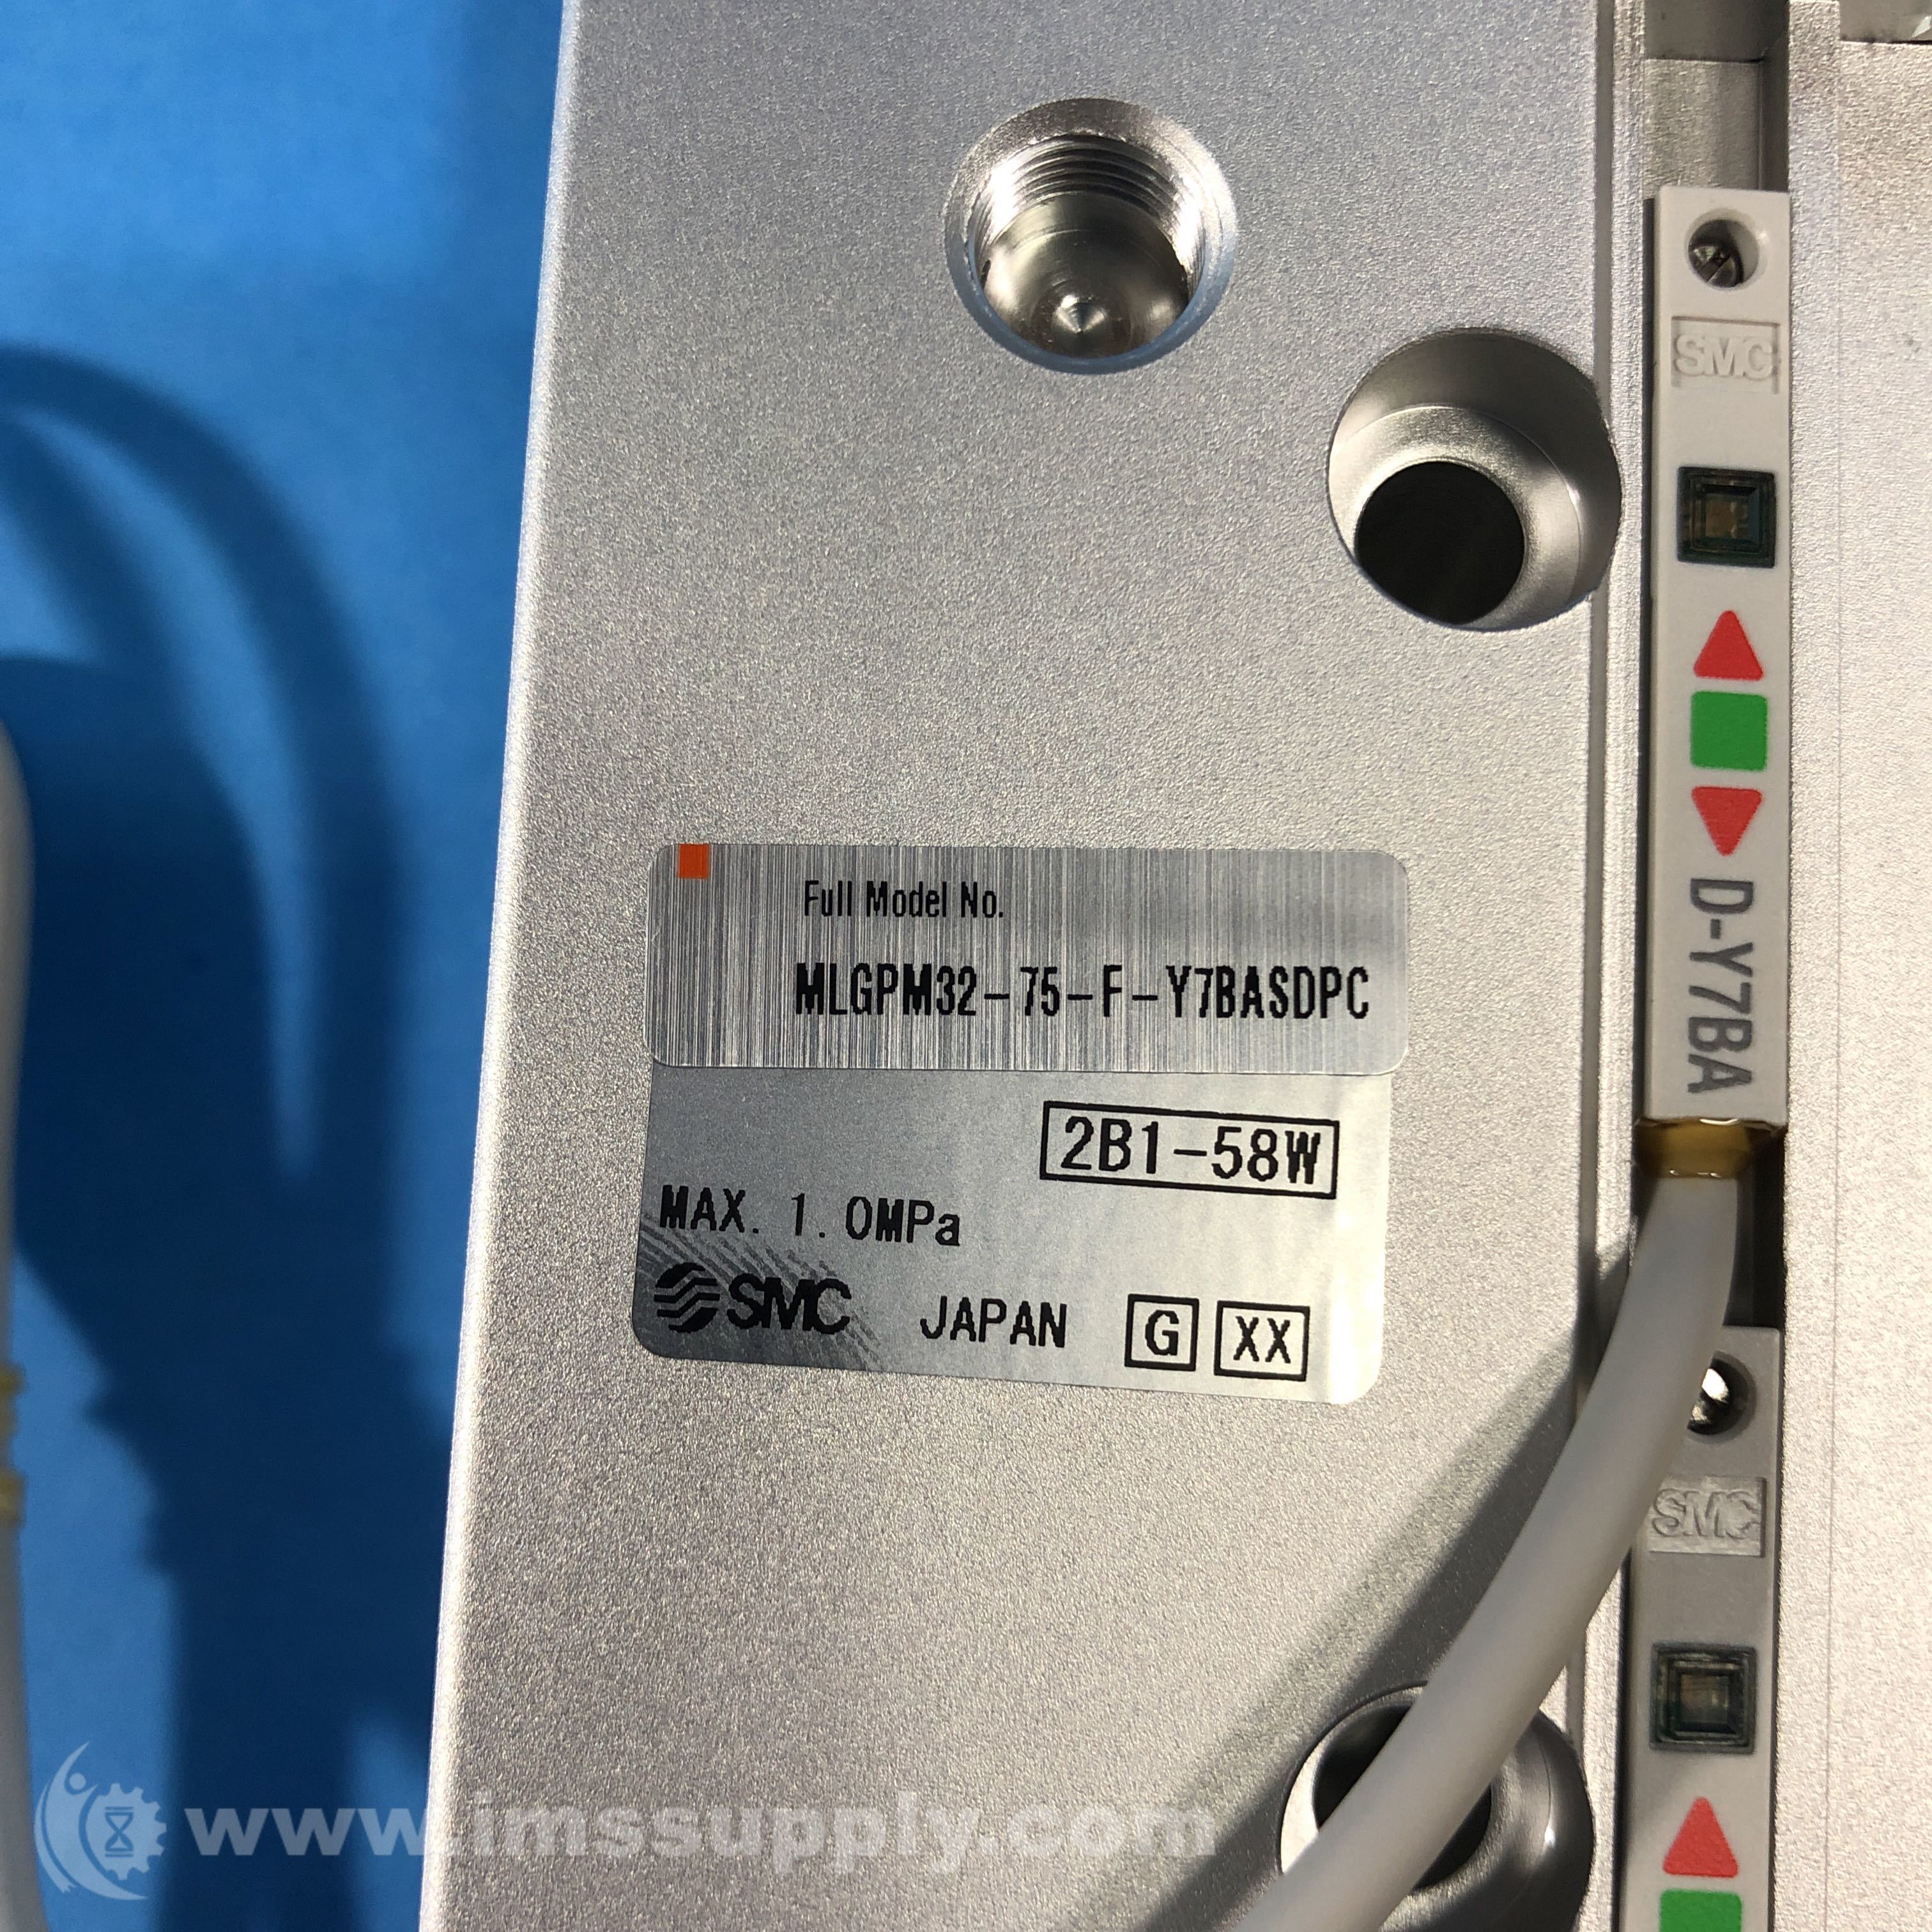 SMC
D-Y7BA
Full Model No.
MLGPM32-75-F-Y7BASDPC
2B1-58W
MAX. 1.0MPa
SMC JAPAN G XX
SMC
www.imssupply.com